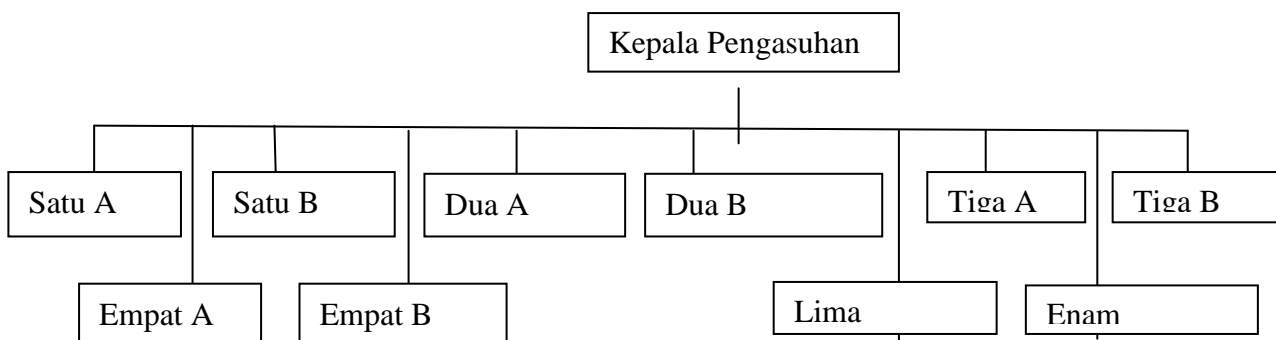 Kepala Pengasuhan
Satu A
Satu B
Dua A
Dua B
Tiga A
Tiga B
Empat A
Empat B
Lima
Enam